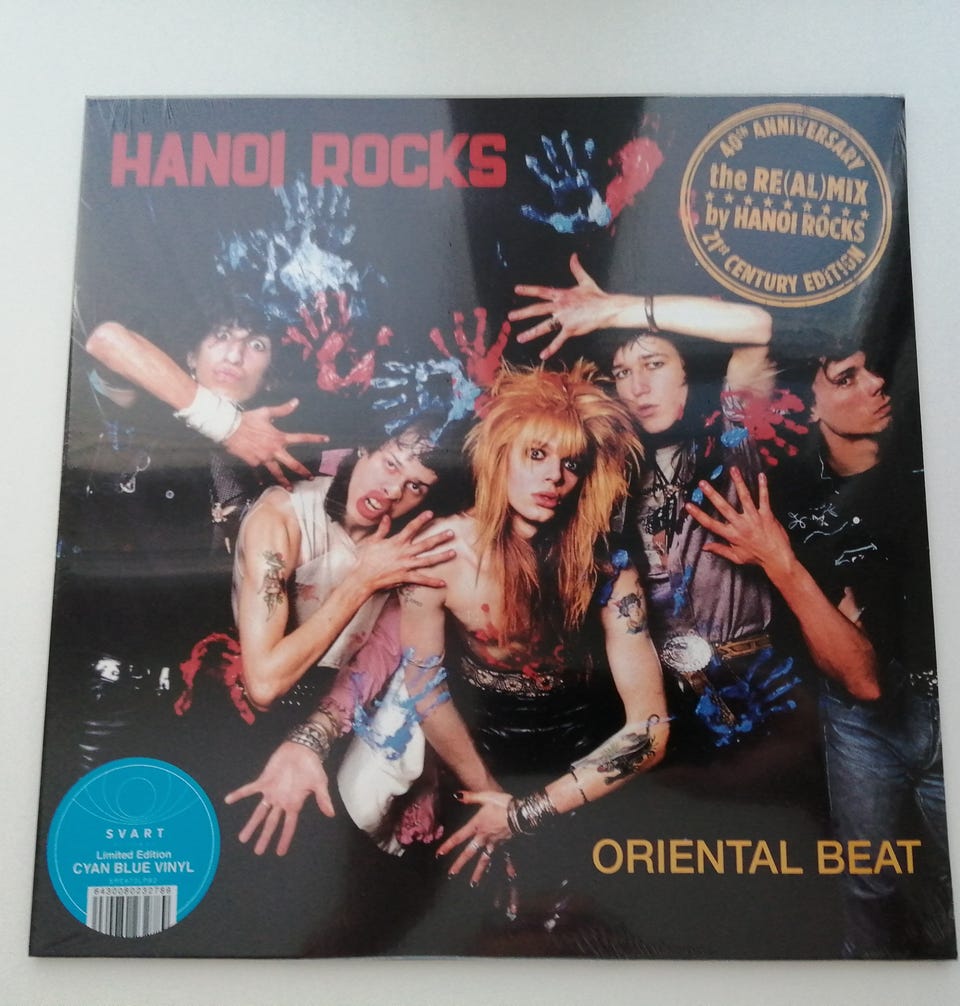 HANOI ROCKS
40th ANNIVERSARY
the RE(AL)MIX
by HANOI ROCKS
21st CENTURY EDITION
ORIENTAL BEAT
SVART
Limited Edition
CYAN BLUE VINYL